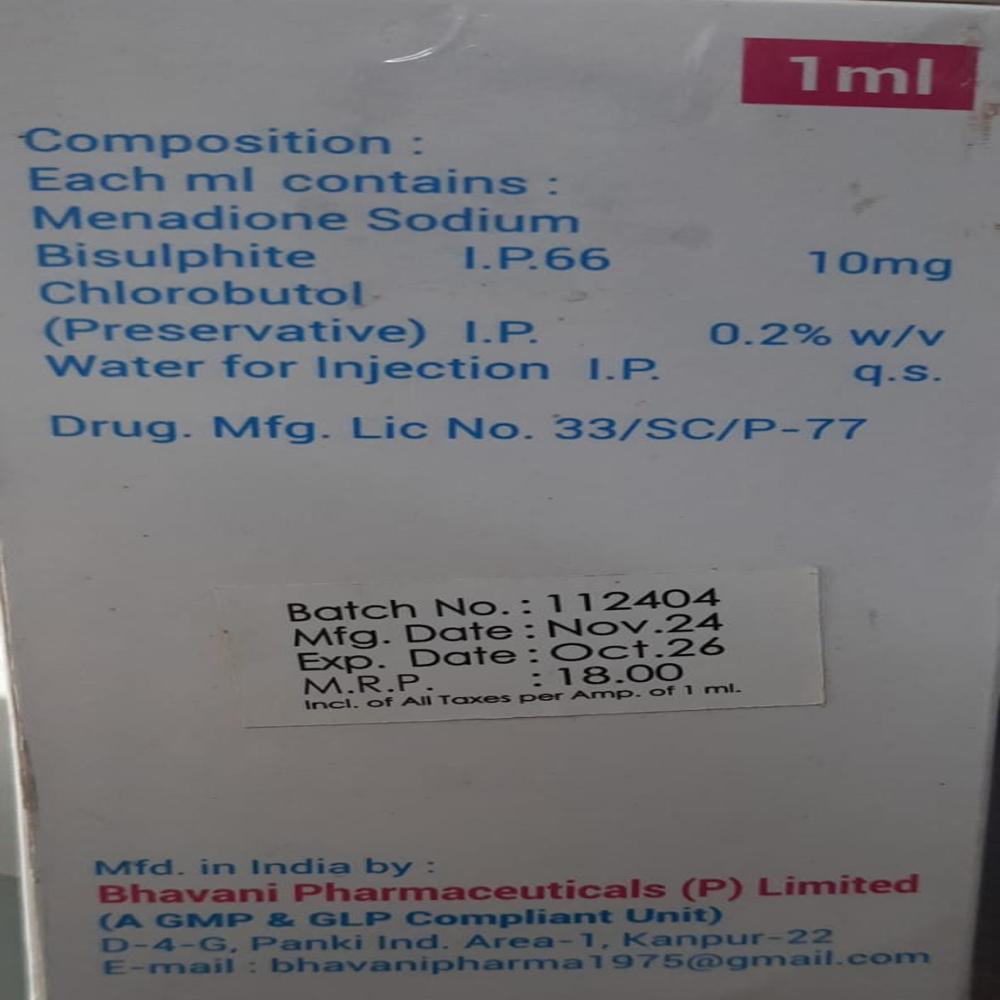 1ml
Composition :
Each ml contains :
Menadione Sodium
Bisulphite I.P.66 10mg
Chlorobutol
(Preservative) I.P. 0.2% w/v
Water for Injection I.P. q.s.
Drug. Mfg. Lic No. 33/SC/P-77
Batch No. : 112404
Mfg. Date : Nov.24
Exp. Date : Oct.26
M.R.P. : 18.00
Incl. of All Taxes per Amp. of 1 ml.
Mfd. in India by :
Bhavani Pharmaceuticals (P) Limited
(A GMP & GLP Compliant Unit)
D-4-G, Panki Ind. Area-1, Kanpur-22
E-mail : bhavanipharma1975@gmail.com